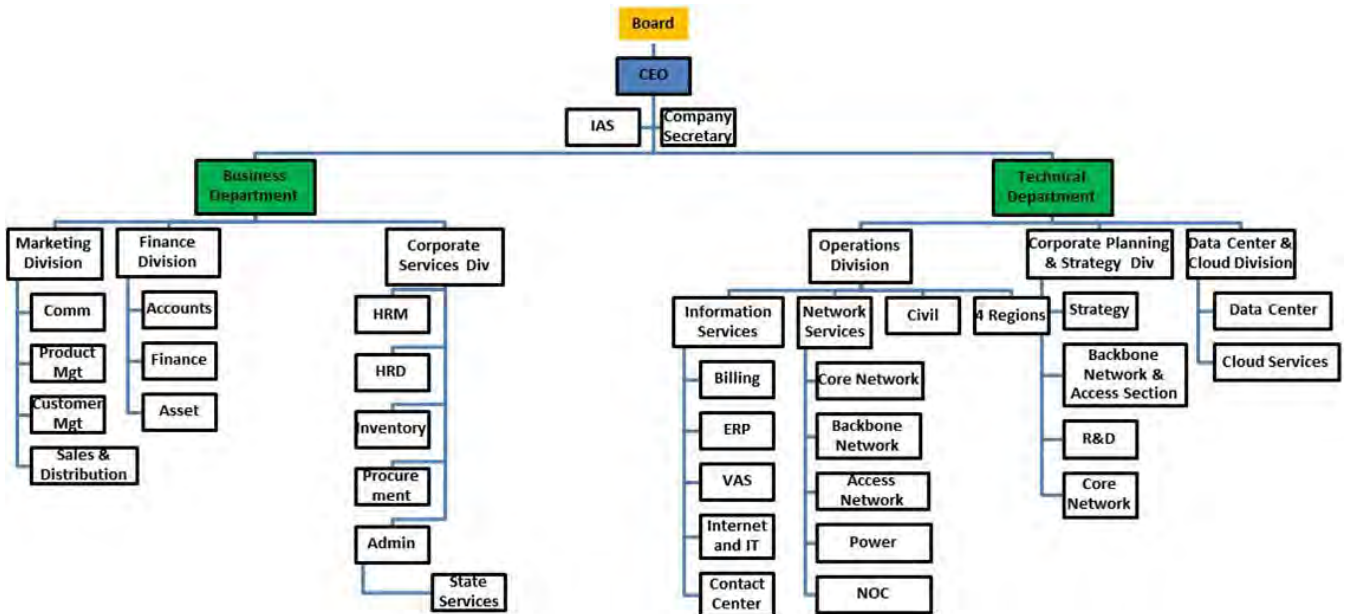 Board
CEO
IAS
Company
Secretary
Business
Department
Technical
Department
Marketing
Division
Finance
Division
Corporate
Services Div
Operations
Division
Corporate Planning
& Strategy Div
Data Center &
Cloud Division
Comm
Product
Mgt
Customer
Mgt
Sales &
Distribution
Accounts
Finance
Asset
HRM
HRD
Inventory
Procure
ment
Admin
State
Services
Information
Services
Network
Services
Civil
4 Regions
Billing
ERP
VAS
Internet
and IT
Contact
Center
Core Network
Backbone
Network
Access
Network
Power
NOC
Strategy
Backbone
Network &
Access Section
R&D
Core
Network
Data Center
Cloud Services